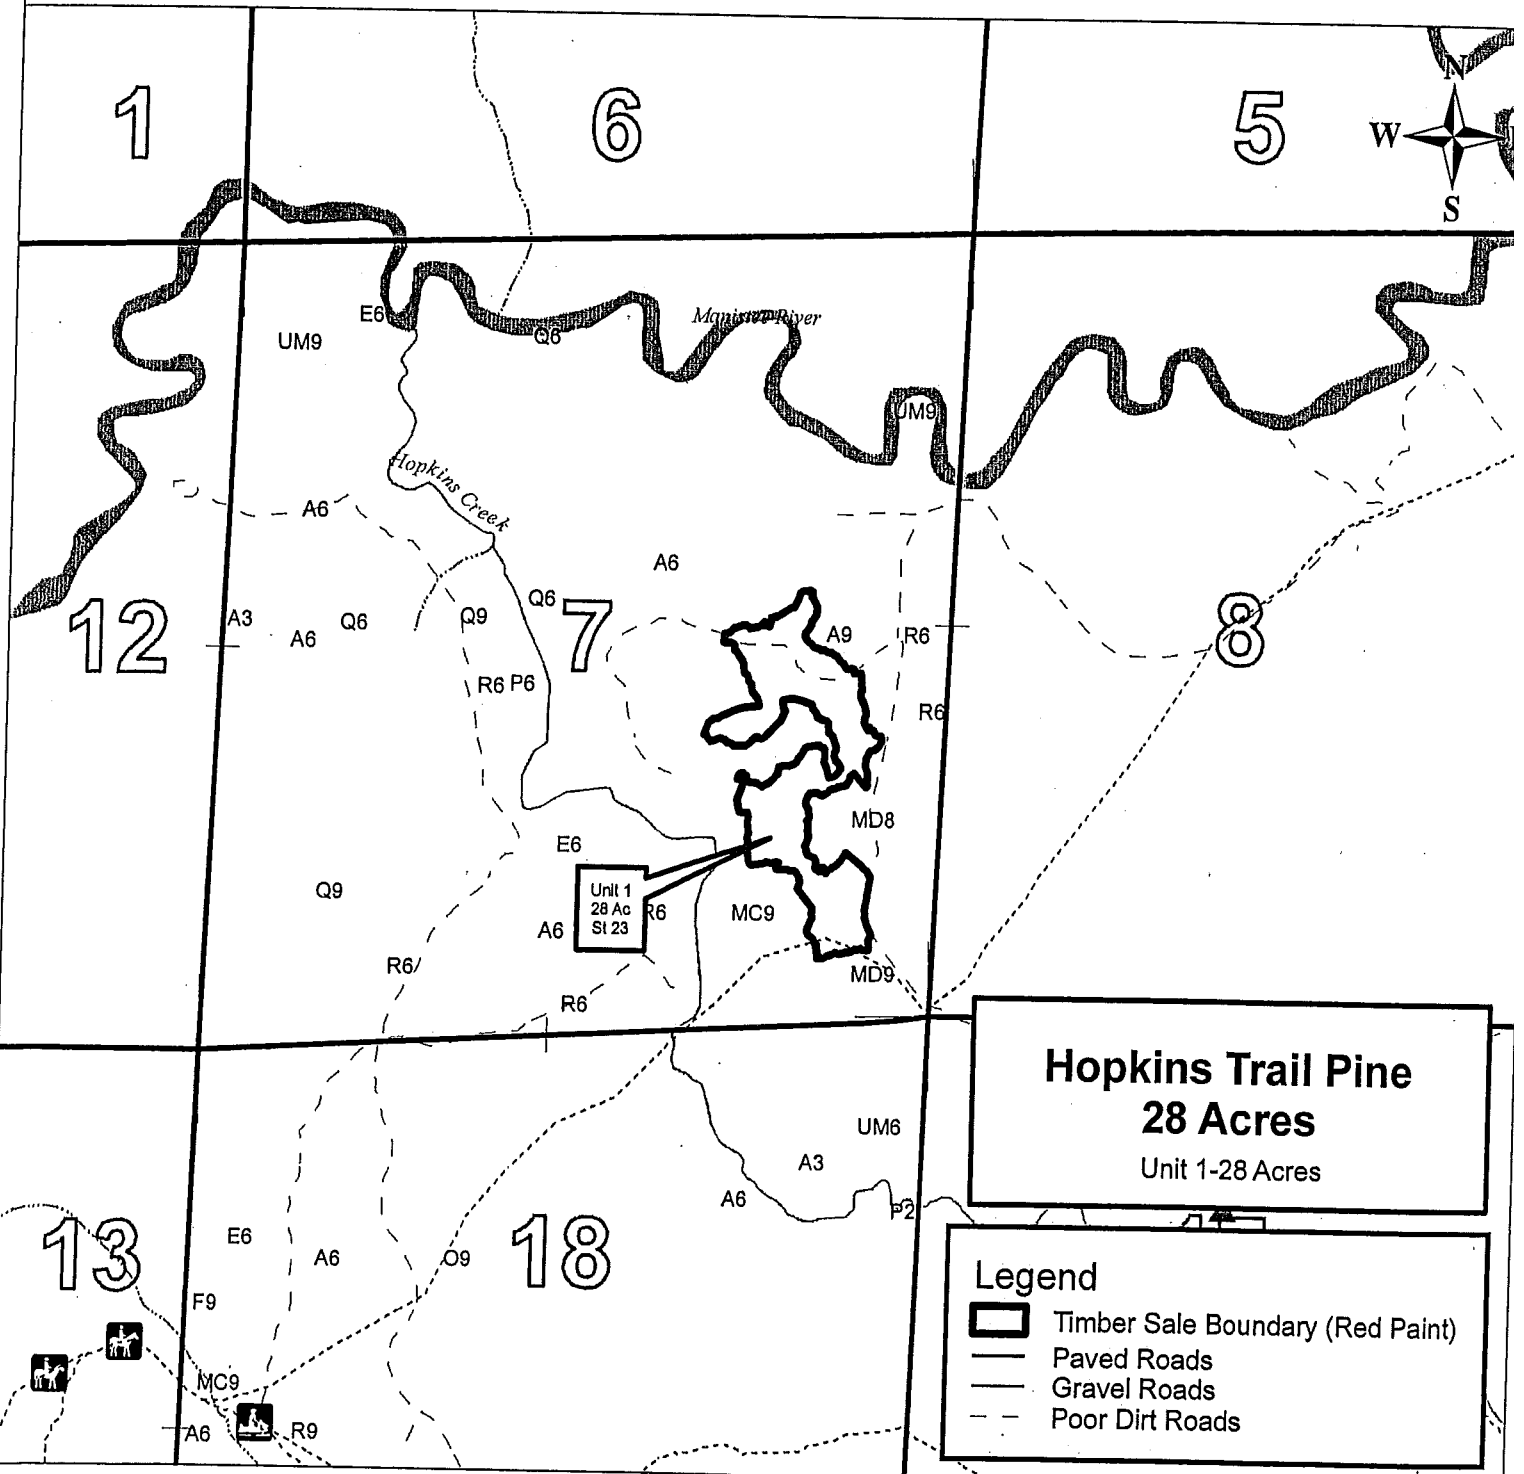 1
6
5
N
W
S
E6
UM9
Q6
Manistee River
UM9
Hopkins Creek
A6
A6
12
A3
A6
Q6
Q9
Q6
7
A9
R6
8
R6 P6
R6
MD8
E6
Q9
Unit 1
28 Ac
St 23
R6
MC9
A6
R6
MD9
R6
Hopkins Trail Pine
28 Acres
Unit 1-28 Acres
UM6
A3
A6
P2
13
E6
A6
O9
18
F9
MC9
A6
R9
Legend
Timber Sale Boundary (Red Paint)
Paved Roads
Gravel Roads
Poor Dirt Roads